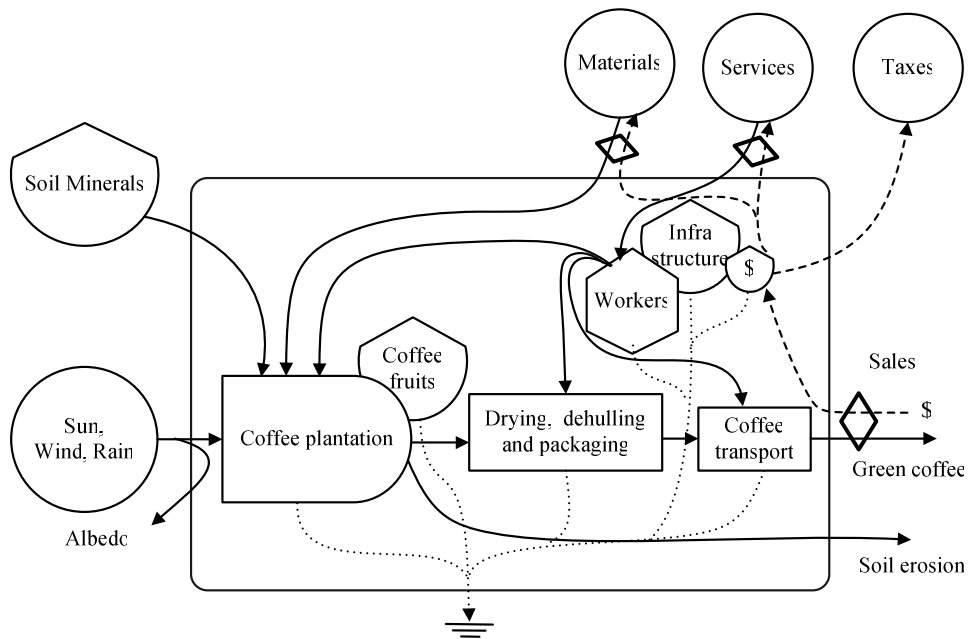 Materials
Services
Taxes
Soil Minerals
Infra
structure
$
Workers
Coffee
fruits
Sales
$
Sun,
Wind, Rain
Coffee plantation
Drying, dehulling
and packaging
Coffee
transport
Green coffee
Albedo
Soil erosion